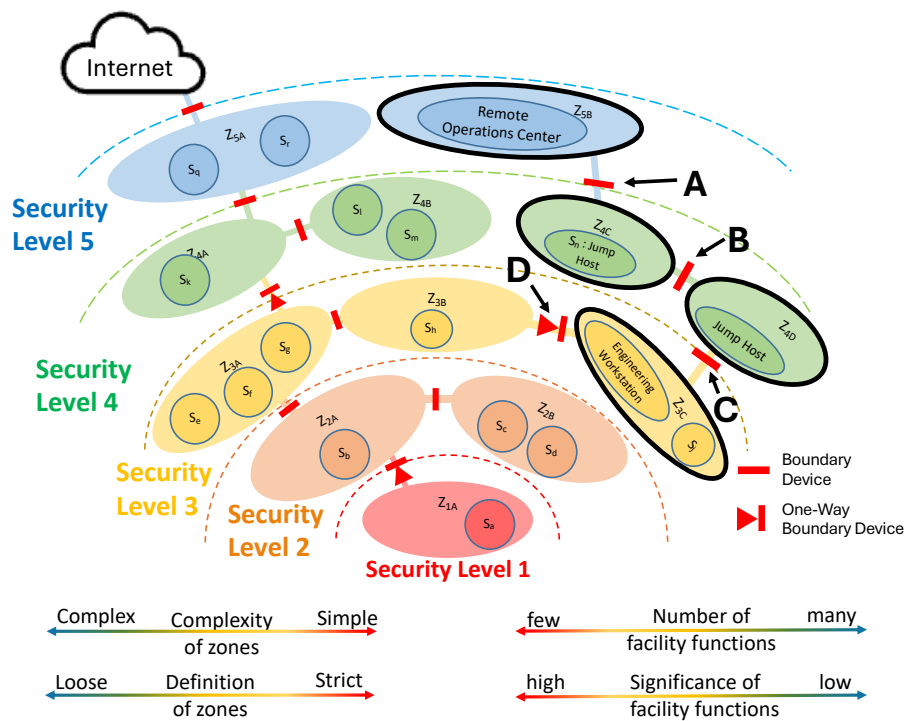 Internet
Z5A
Sq
Sr
Remote
Operations Center
Z5B
A
Security
Level 5
Sl
Z4B
Sm
Z4A
Sk
Z4C
Sn : Jump
Host
B
D
Z4D
Jump Host
Z3B
Sh
Sg
Z3A
Sf
Se
Engineering
Workstation
Z3C
Sj
C
Security
Level 4
Z2A
Sb
Z2B
Sc
Sd
Security
Level 3
Boundary
Device
Z1A
Sa
One-Way
Boundary Device
Security
Level 2
Security Level 1
Complex
Complexity
of zones
Simple
few
Number of
facility functions
many
Loose
Definition
of zones
Strict
high
Significance of
facility functions
low